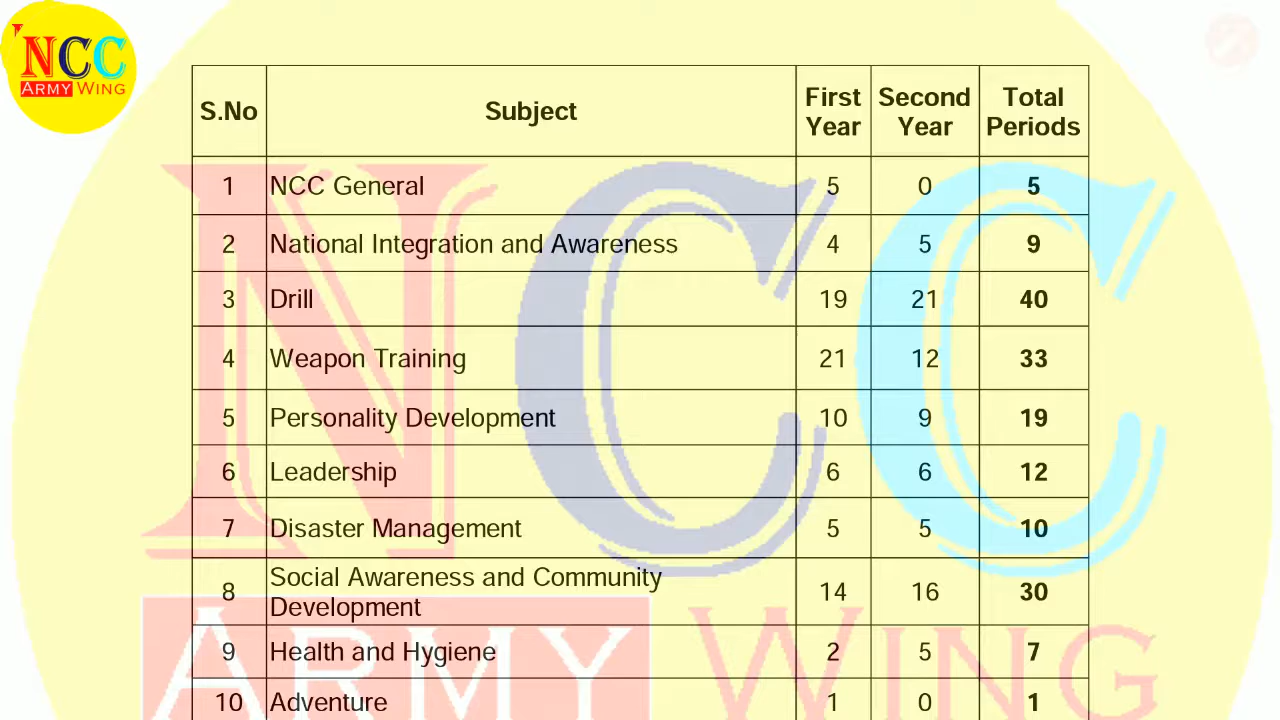 NCC
ARMY WING
S.No Subject First Year Second Year Total Periods
1 NCC General 5 0 5
2 National Integration and Awareness 4 5 9
3 Drill 19 21 40
4 Weapon Training 21 12 33
5 Personality Development 10 9 19
6 Leadership 6 6 12
7 Disaster Management 5 5 10
8 Social Awareness and Community Development 14 16 30
9 Health and Hygiene 2 5 7
10 Adventure 1 0 1
NCC
ARMY WING